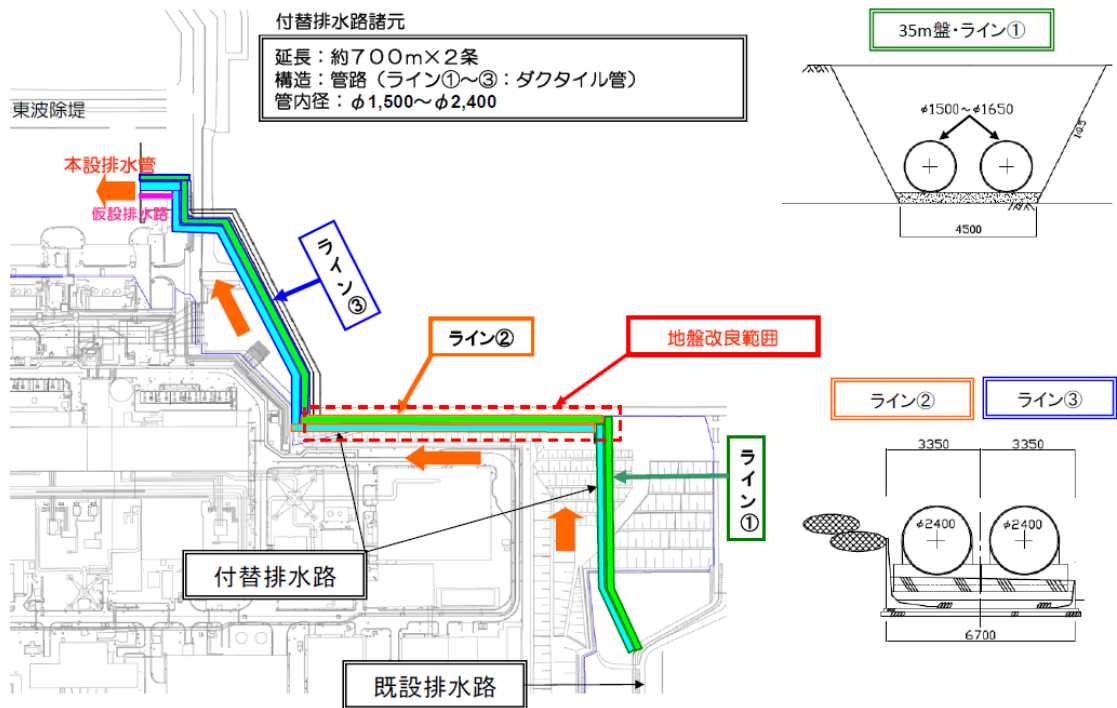 付替排水路諸元
延長：約７００ｍ×２条
構造：管路（ライン①～③：ダクタイル管）
管内径：φ1,500～φ2,400
35m盤・ライン①
φ1500～φ1650
1:0.5
4500
東波除堤
本設排水管
仮設排水路
ライン③
ライン②
地盤改良範囲
ライン①
付替排水路
既設排水路
ライン②
ライン③
3350
3350
φ2400
φ2400
6700